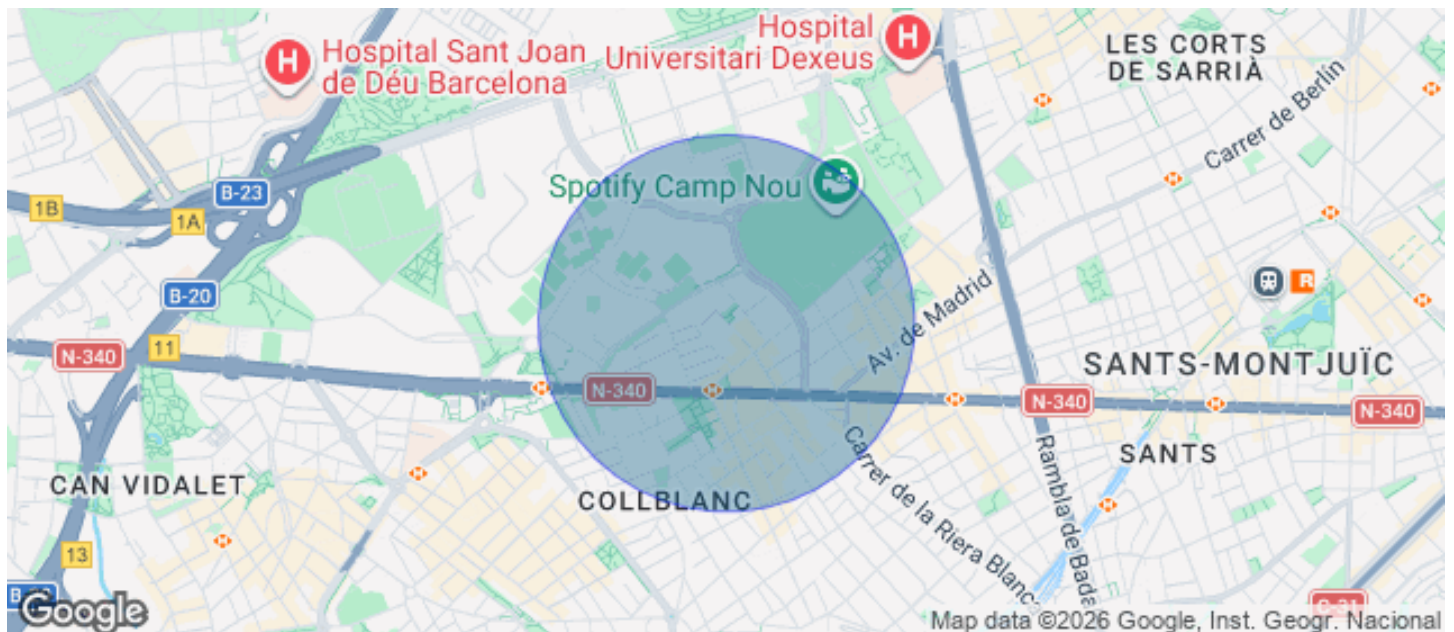 Hospital Sant Joan
de Déu Barcelona
Hospital
Universitari Dexeus
LES CORTS
DE SARRIÀ
Carrer de Berlín
Spotify Camp Nou
B-23
1B
1A
B-20
11
N-340
N-340
Av. de Madrid
SANTS-MONTJUÏC
N-340
N-340
CAN VIDALET
COLLBLANC
SANTS
Carrer de la Riera Blanca
Rambla de Bada
13
C-31
Google
Map data ©2026 Google, Inst. Geogr. Nacional